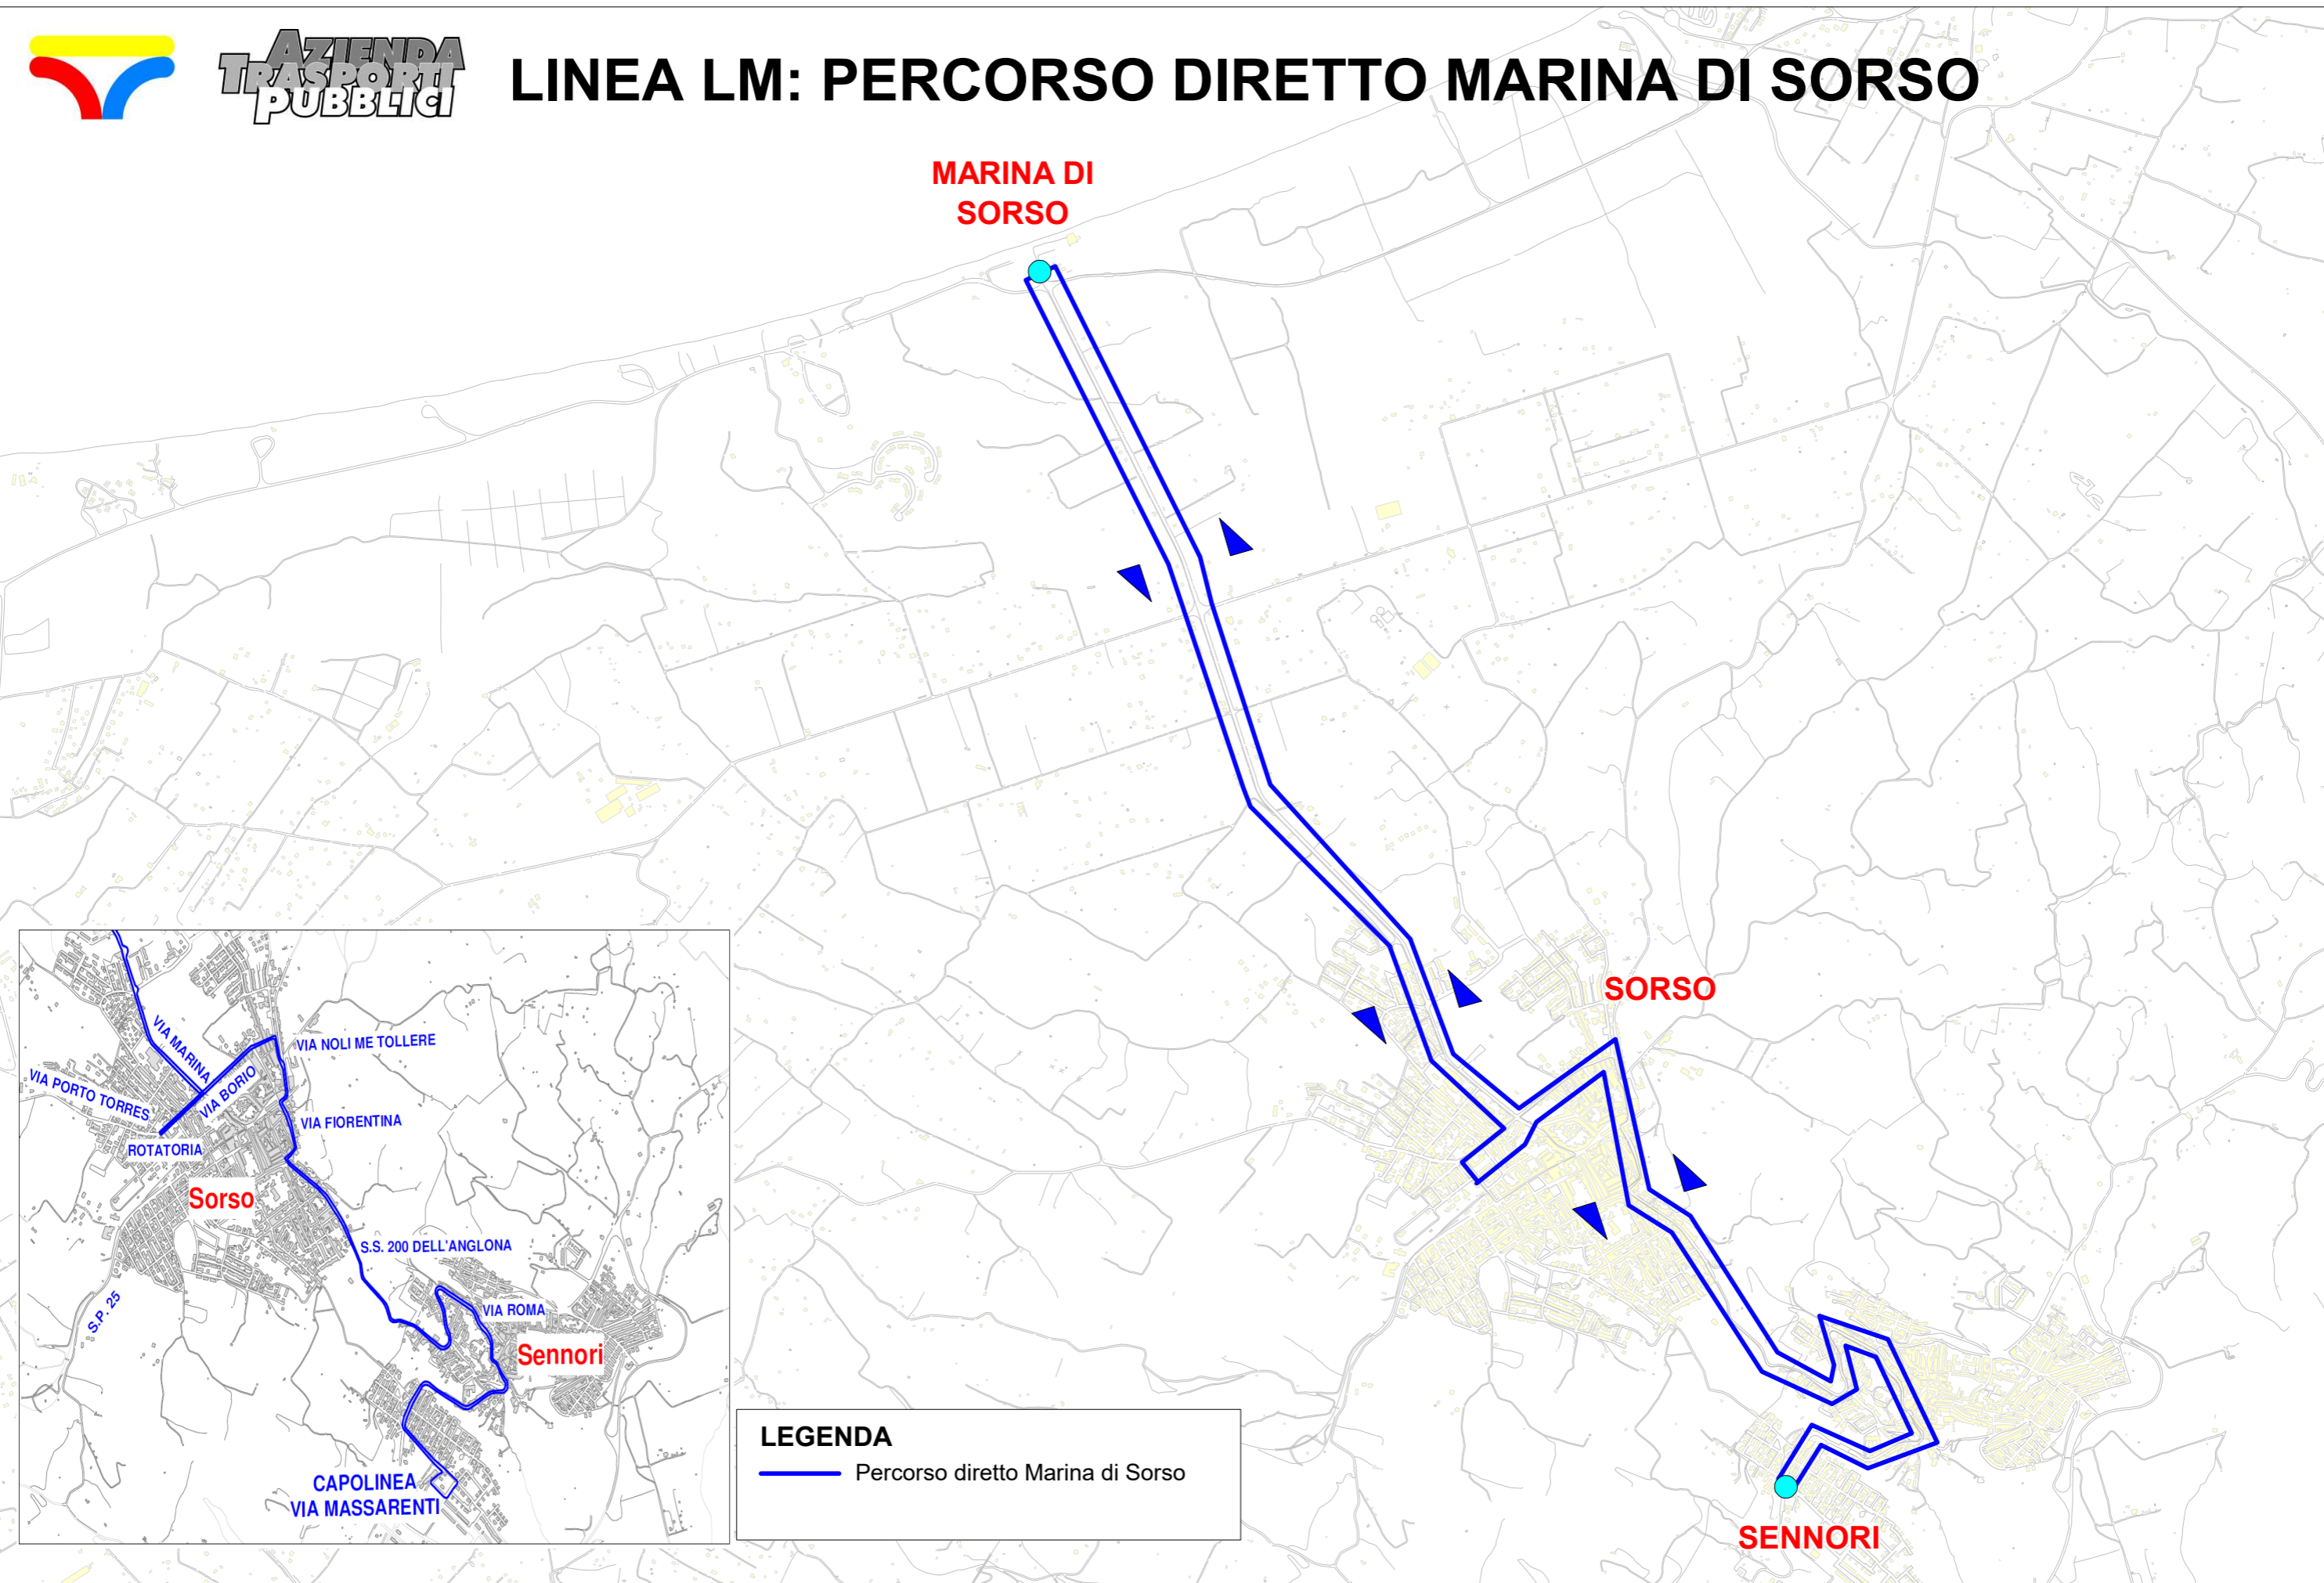 AZIENDA
TRASPORTI
PUBBLICI
LINEA LM: PERCORSO DIRETTO MARINA DI SORSO
MARINA DI
SORSO
SORSO
SENNORI
VIA MARINA
VIA NOLI ME TOLLERE
VIA PORTO TORRES
VIA BORIO
VIA FIORENTINA
ROTATORIA
Sorso
S.S. 200 DELL'ANGLONA
S.P. 25
VIA ROMA
Sennori
CAPOLINEA
VIA MASSARENTI
LEGENDA
Percorso diretto Marina di Sorso